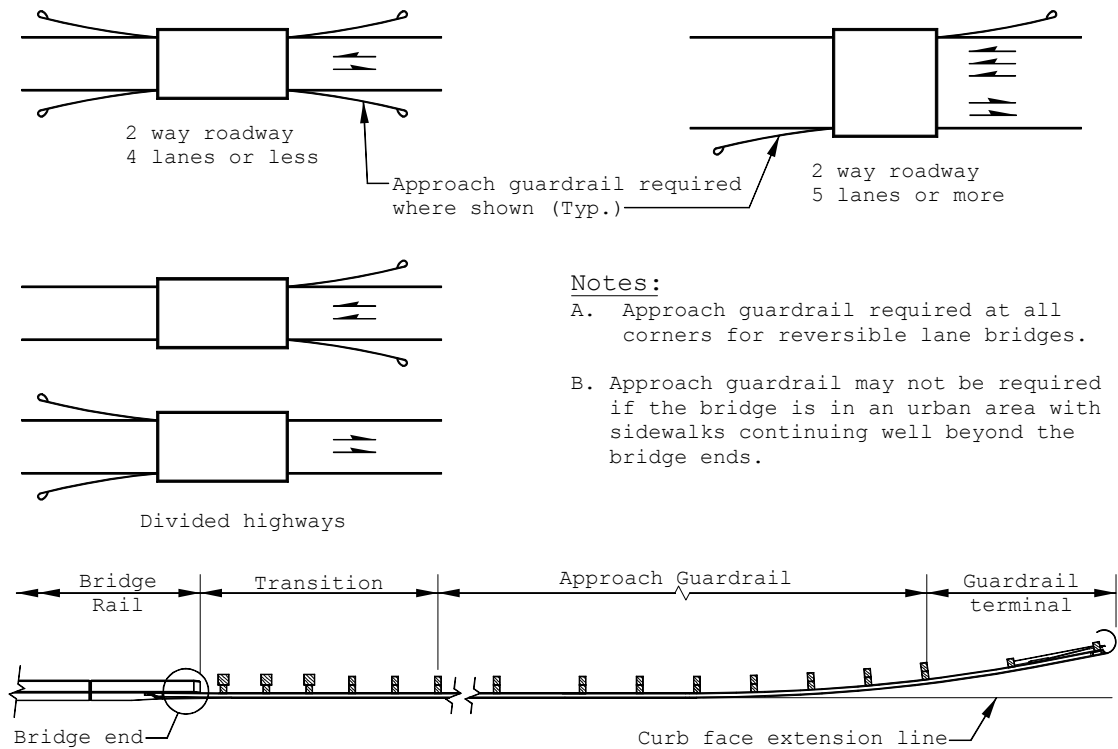 2 way roadway
4 lanes or less
2 way roadway
5 lanes or more
Approach guardrail required
where shown (Typ.)
Notes:
A. Approach guardrail required at all
corners for reversible lane bridges.
B. Approach guardrail may not be required
if the bridge is in an urban area with
sidewalks continuing well beyond the
bridge ends.
Divided highways
Bridge
Rail
Transition
Approach Guardrail
Guardrail
terminal
Bridge end
Curb face extension line